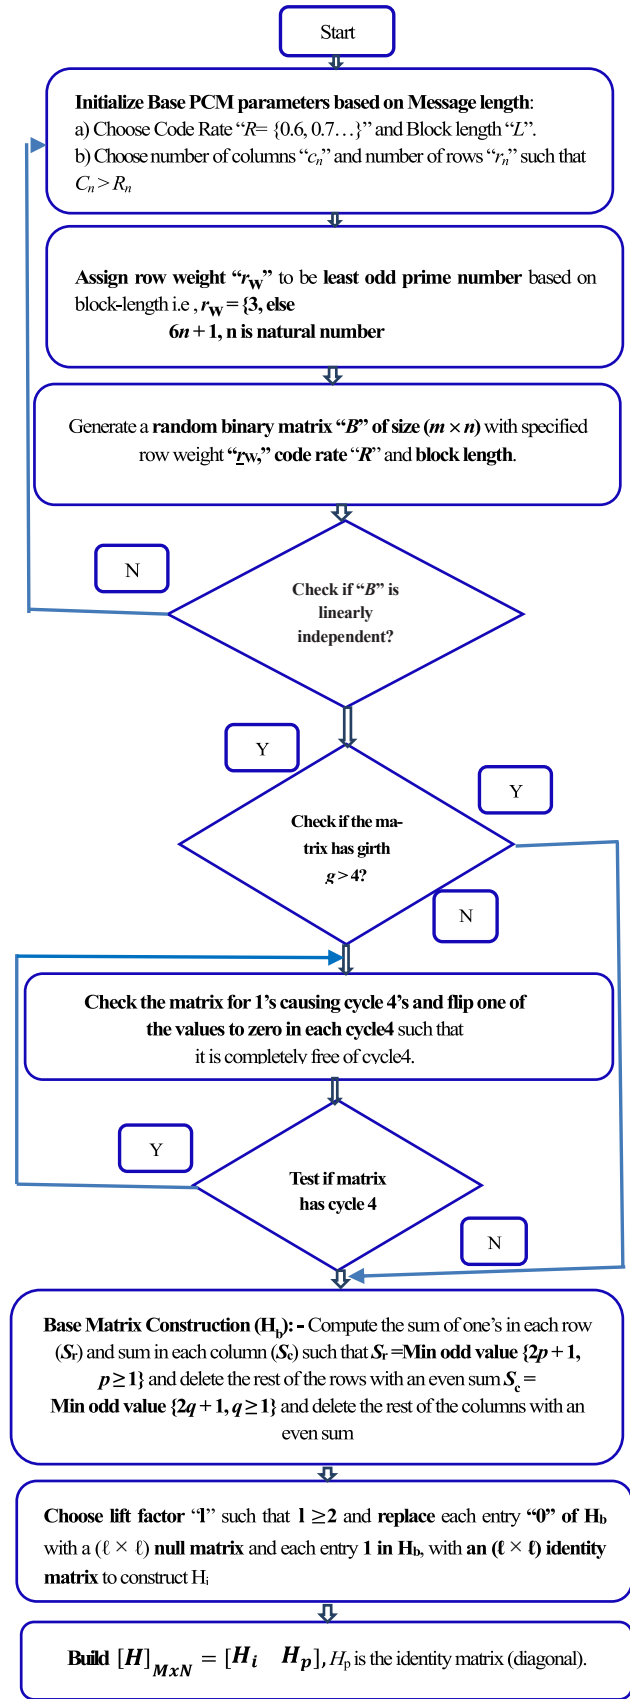 Start
Initialize Base PCM parameters based on Message length:
a) Choose Code Rate “R= {0.6, 0.7…}” and Block length “L”.
b) Choose number of columns “cn” and number of rows “rn” such that
Cn > Rn
Assign row weight “rw” to be least odd prime number based on
block-length i.e , rw = {3, else
6n + 1, n is natural number
Generate a random binary matrix “B” of size (m × n) with specified
row weight “rw,” code rate “R” and block length.
N
Check if “B” is
linearly
independent?
Y
Y
Check if the ma-
trix has girth
g > 4?
N
Check the matrix for 1’s causing cycle 4’s and flip one of
the values to zero in each cycle4 such that
it is completely free of cycle4.
Y
Test if matrix
has cycle 4
N
Base Matrix Construction (Hb): - Compute the sum of one’s in each row
(Sr) and sum in each column (Sc) such that Sr =Min odd value {2p + 1,
p ≥ 1} and delete the rest of the rows with an even sum Sc =
Min odd value {2q + 1, q ≥ 1} and delete the rest of the columns with an
even sum
Choose lift factor “l” such that l ≥ 2 and replace each entry “0” of Hb
with a (ℓ × ℓ) null matrix and each entry 1 in Hb, with an (ℓ × ℓ) identity
matrix to construct Hi
Build [H]MxN = [Hi Hp], Hp is the identity matrix (diagonal).